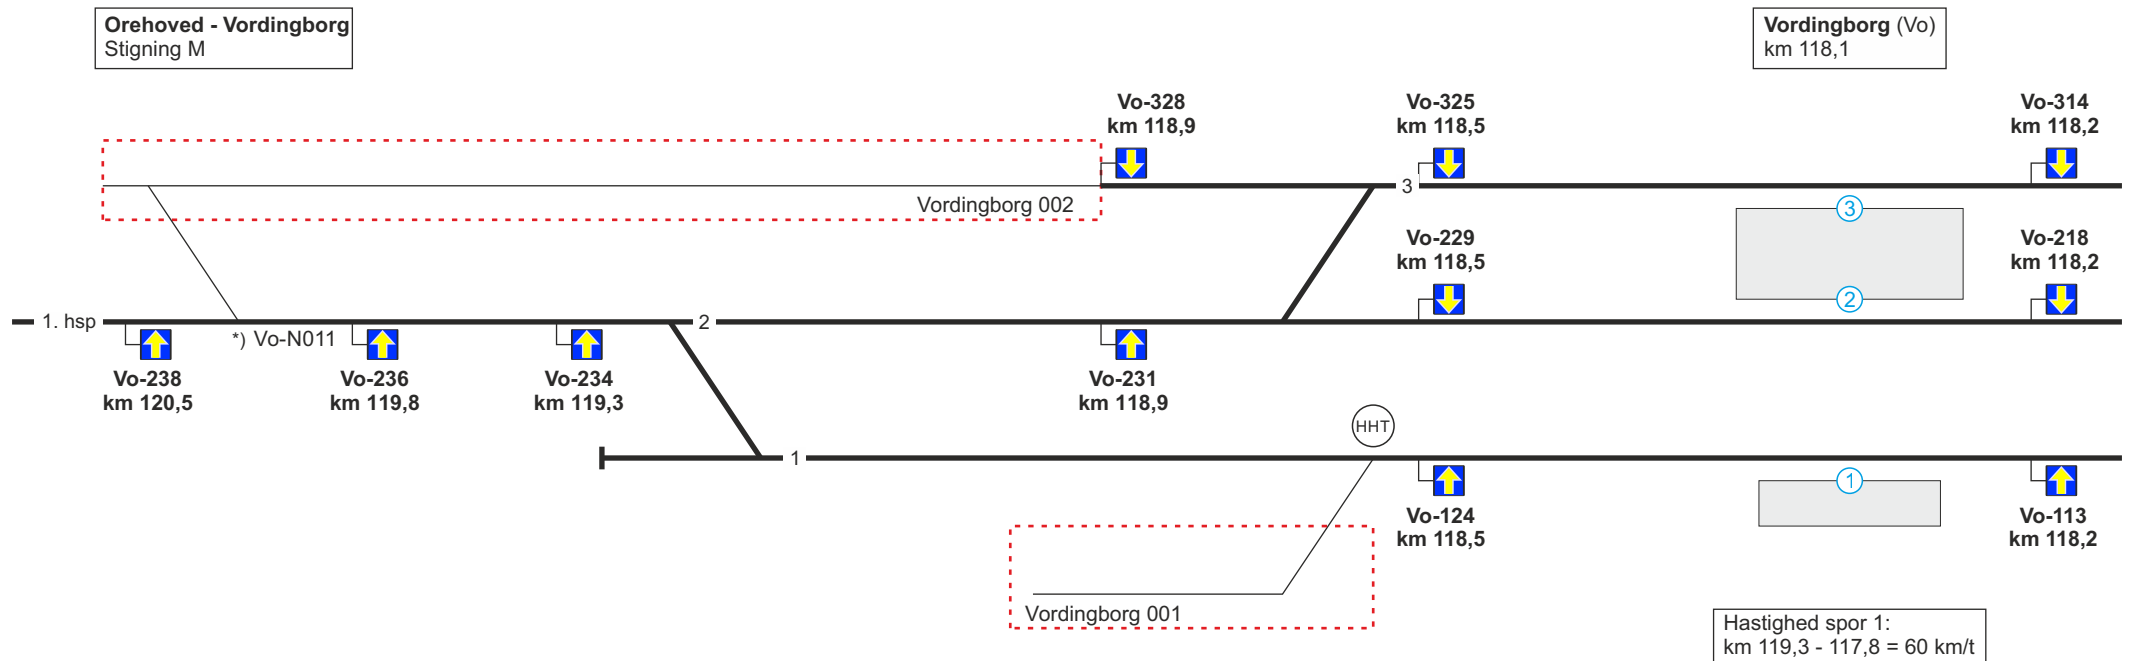 Orehoved - Vordingborg
Stigning M
Vordingborg (Vo)
km 118,1
Vo-328
km 118,9
Vo-325
km 118,5
Vo-314
km 118,2
3
Vordingborg 002
3
Vo-229
km 118,5
Vo-218
km 118,2
2
1. hsp
2
*) Vo-N011
Vo-238
km 120,5
Vo-236
km 119,8
Vo-234
km 119,3
Vo-231
km 118,9
HHT
1
1
Vo-124
km 118,5
Vo-113
km 118,2
Vordingborg 001
Hastighed spor 1:
km 119,3 - 117,8 = 60 km/t